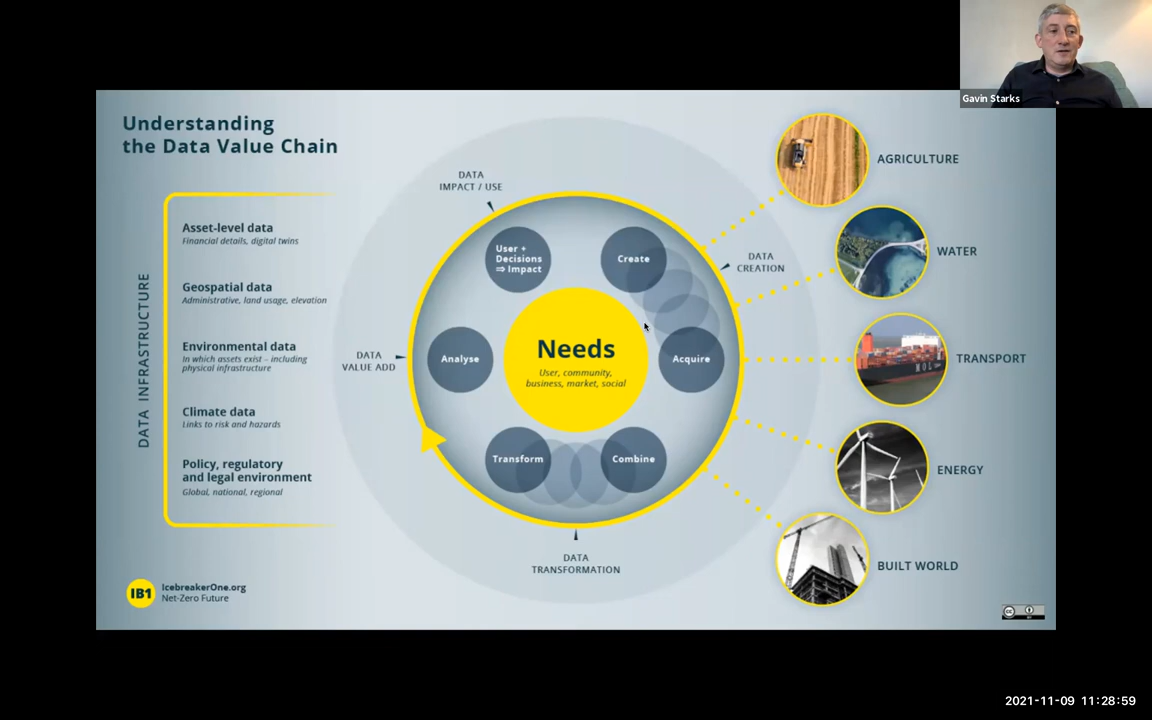 Gavin Starks
Understanding
the Data Value Chain
DATA INFRASTRUCTURE
Asset-level data
Financial details, digital twins
Geospatial data
Administrative, land usage, elevation
Environmental data
In which assets exist – including
physical infrastructure
Climate data
Links to risk and hazards
Policy, regulatory
and legal environment
Global, national, regional
DATA
IMPACT / USE
DATA
CREATION
DATA
VALUE ADD
DATA
TRANSFORMATION
User +
Decisions
⇒ Impact
Create
Analyse
Acquire
Transform
Combine
Needs
User, community,
business, market, social
AGRICULTURE
WATER
TRANSPORT
MOL
ENERGY
BUILT WORLD
IB1
IcebreakerOne.org
Net-Zero Future
cc
2021-11-09 11:28:59